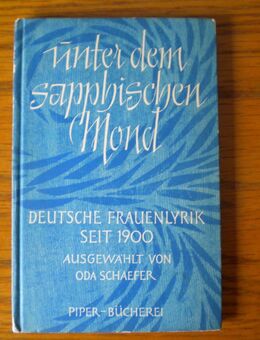 unter dem
sapphischen
Mond
DEUTSCHE FRAUENLYRIK
SEIT 1900
AUSGEWÄHLT VON
ODA SCHAEFER
PIPER-BÜCHEREI